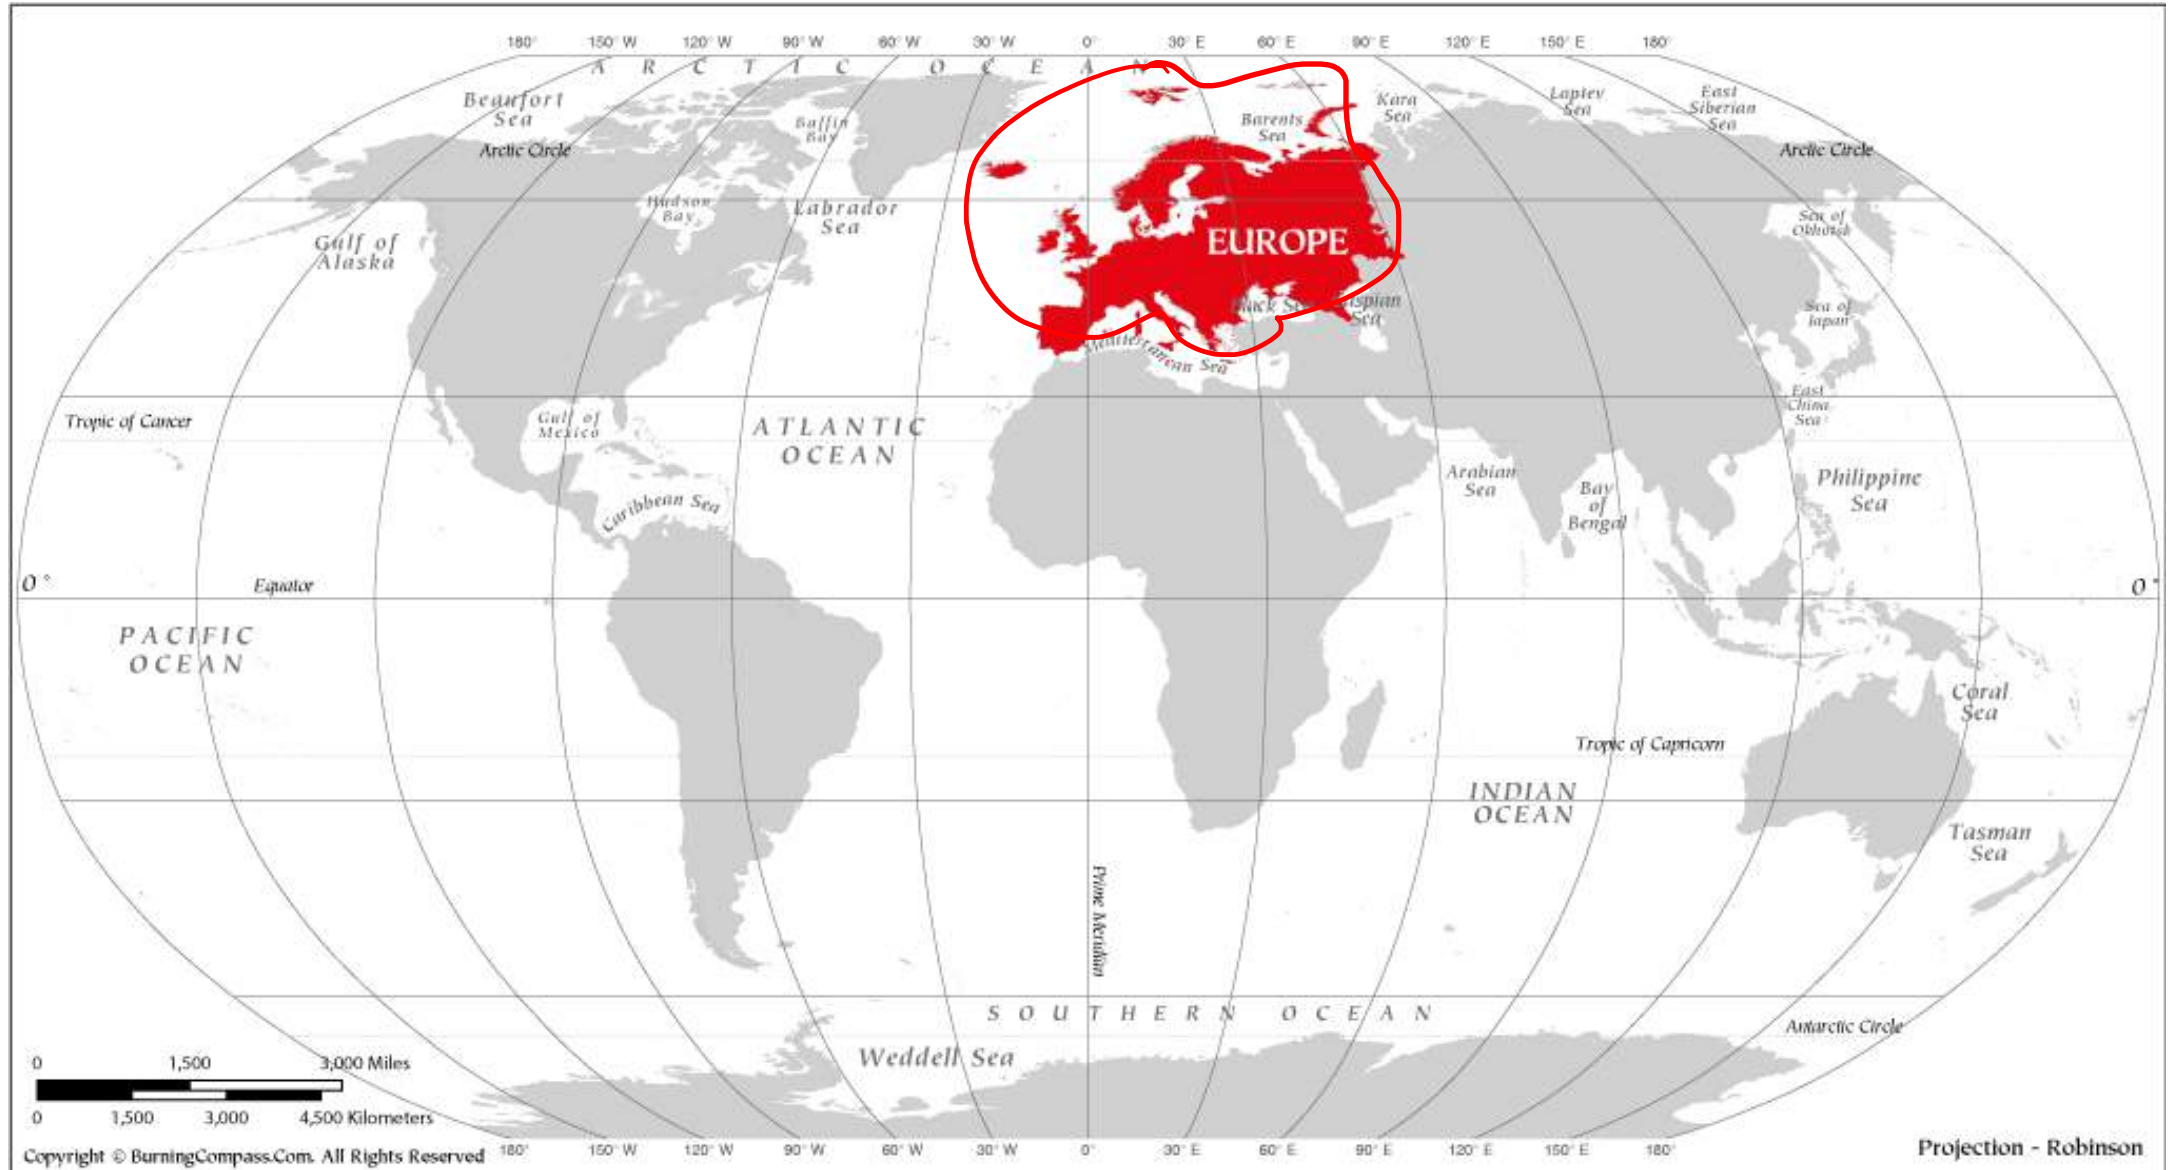 180° 150° W 120° W 90° W 60° W 30° W 0° 30° E 60° E 90° E 120° E 150° E 180°
ARCTIC OCEAN
Beaufort
Sea
Baffin
Bay
Barents
Sea
Kara
Sea
Laptev
Sea
East
Siberian
Sea
Arctic Circle
Arctic Circle
Hudson
Bay
Labrador
Sea
Gulf of
Alaska
EUROPE
Sea of
Okhotsk
Black Sea
Sea
Mediterranean Sea
Sea of
Japan
East
China
Sea
Tropic of Cancer
Gulf of
Mexico
ATLANTIC
OCEAN
Caribbean Sea
Arabian
Sea
Bay
of
Bengal
Philippine
Sea
0°
Equator
0°
PACIFIC
OCEAN
Coral
Sea
Tropic of Capricorn
INDIAN
OCEAN
Tasman
Sea
Prime Meridian
SOUTHERN OCEAN
Antarctic Circle
Weddell Sea
0 1,500 3,000 Miles
0 1,500 3,000 4,500 Kilometers
180° 150° W 120° W 90° W 60° W 30° W 0° 30° E 60° E 90° E 120° E 150° E 180°
Copyright © BurningCompass.Com. All Rights Reserved
Projection - Robinson